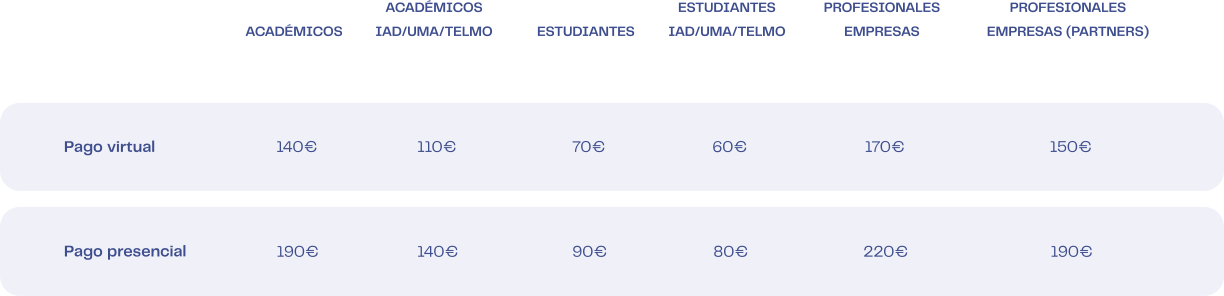 ACADÉMICOS ESTUDIANTES PROFESIONALES PROFESIONALES
ACADÉMICOS IAD/UMA/TELMO ESTUDIANTES IAD/UMA/TELMO EMPRESAS EMPRESAS (PARTNERS)
Pago virtual 140€ 110€ 70€ 60€ 170€ 150€
Pago presencial 190€ 140€ 90€ 80€ 220€ 190€